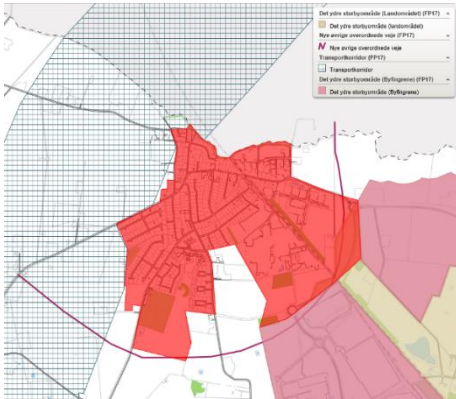 Det ydre storbyområde (Landområdet) (FP17)
Det ydre storbyområde (landområdet)
Nye øvrige overordnede veje (FP17)
Nye øvrige overordnede veje
Transportkorridor (FP17)
Transportkorridor
Det ydre storbyområde (Byfingrene) (FP17)
Det ydre storbyområde (Byfingrene)